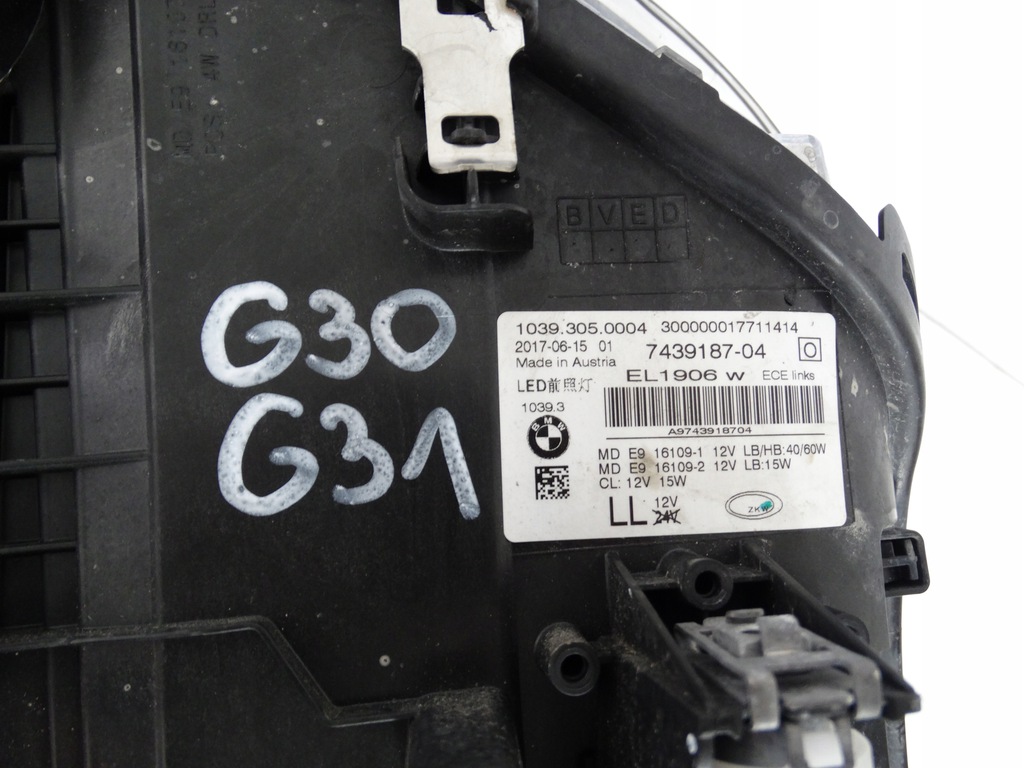 BVED
G30
G31
1039.305.0004 300000017711414
2017-06-15 01 7439187-04 O
Made in Austria
EL1906 w ECE links
LED前照灯
1039.3
BMW
A9743918704
MD E9 16109-1 12V LB/HB:40/60W
MD E9 16109-2 12V LB:15W
CL: 12V 15W
LL 12V
24V
ZKW